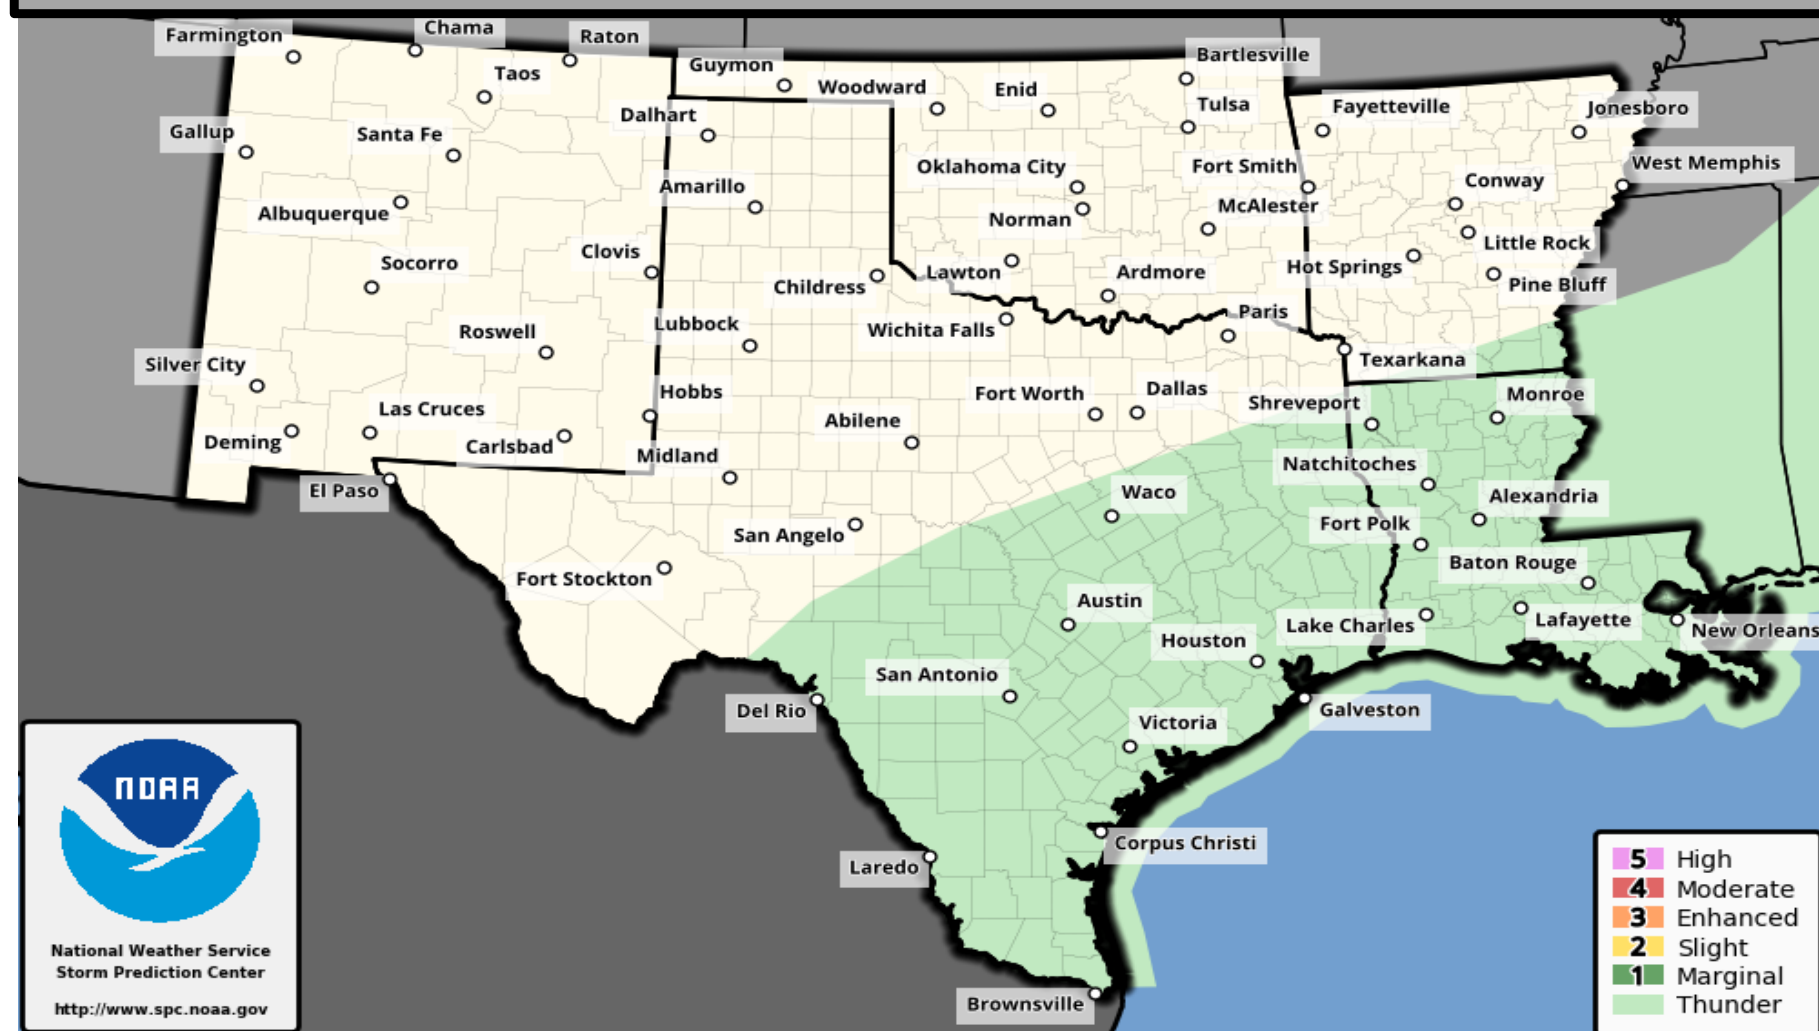 Farmington
Chama
Raton
Taos
Guymon
Woodward
Enid
Bartlesville
Tulsa
Fayetteville
Jonesboro
Dalhart
Gallup
Santa Fe
Oklahoma City
Fort Smith
West Memphis
Conway
Amarillo
Albuquerque
Norman
McAlester
Little Rock
Socorro
Clovis
Childress
Lawton
Ardmore
Hot Springs
Pine Bluff
Roswell
Lubbock
Wichita Falls
Paris
Texarkana
Silver City
Las Cruces
Hobbs
Abilene
Fort Worth
Dallas
Shreveport
Monroe
Deming
Carlsbad
Midland
Natchitoches
El Paso
Waco
Alexandria
San Angelo
Fort Polk
Fort Stockton
Baton Rouge
Austin
Houston
Lake Charles
Lafayette
New Orleans
San Antonio
Del Rio
Victoria
Galveston
Corpus Christi
Laredo
Brownsville
NOAA
National Weather Service
Storm Prediction Center
http://www.spc.noaa.gov
5 High
4 Moderate
3 Enhanced
2 Slight
1 Marginal
Thunder